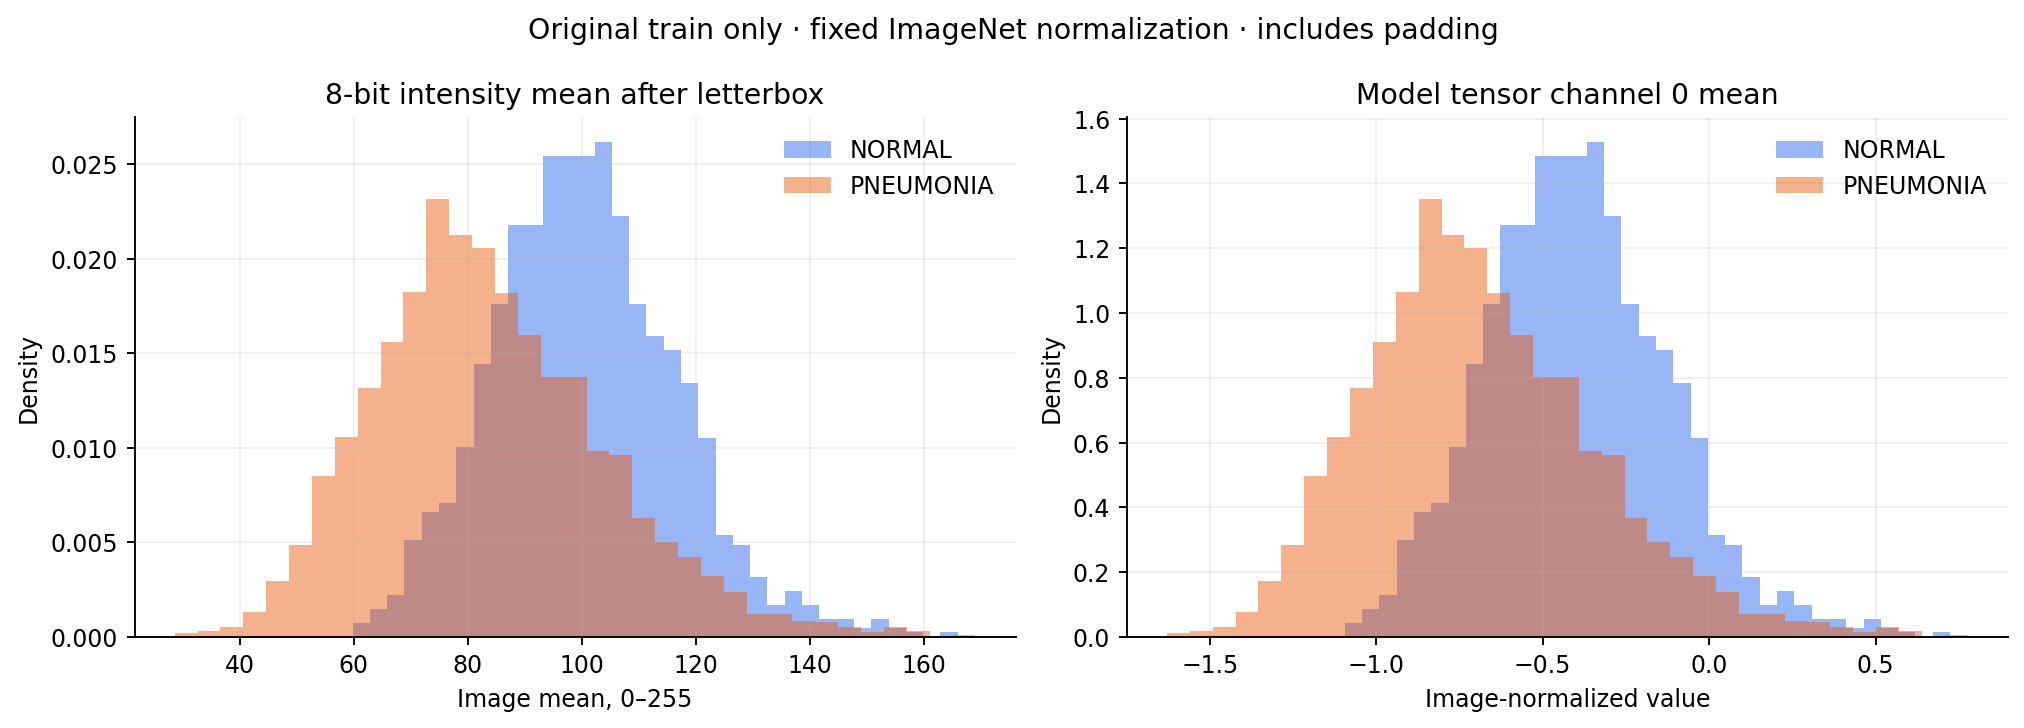 Original train only · fixed ImageNet normalization · includes padding
8-bit intensity mean after letterbox
NORMAL
PNEUMONIA
0.025
0.020
0.015
0.010
0.005
0.000
Density
40 60 80 100 120 140 160
Image mean, 0–255
Model tensor channel 0 mean
NORMAL
PNEUMONIA
1.6
1.4
1.2
1.0
0.8
0.6
0.4
0.2
0.0
Density
−1.5 −1.0 −0.5 0.0 0.5
Image-normalized value